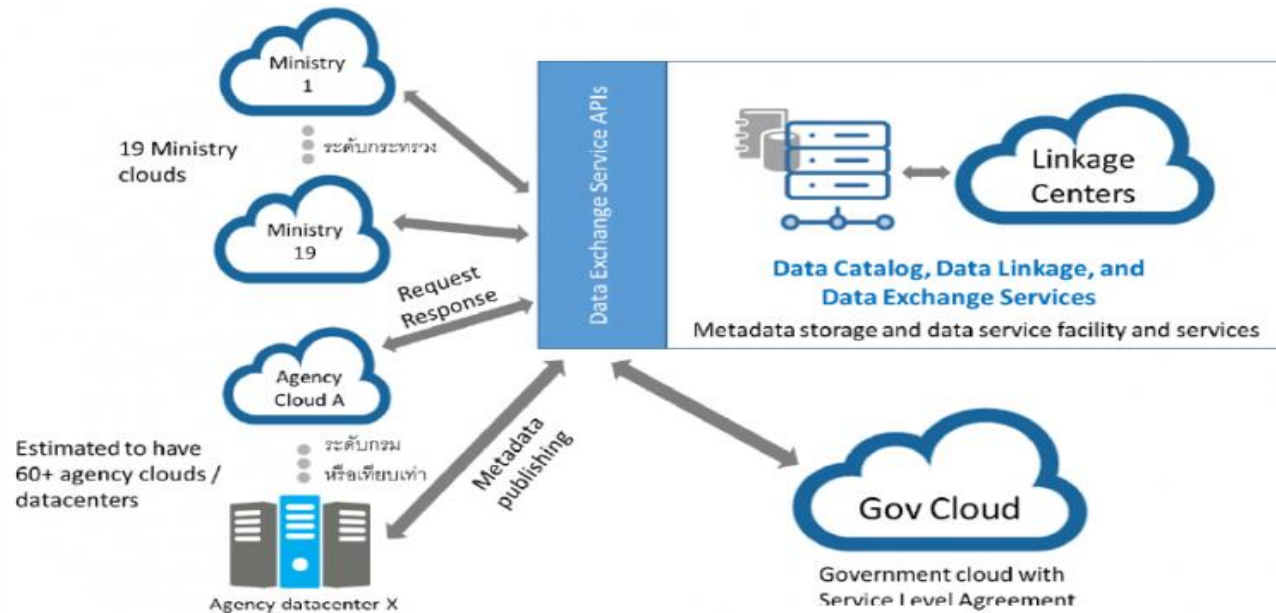 Ministry
1
19 Ministry
clouds
ระดับกระทรวง
Ministry
19
Request
Response
Agency
Cloud A
Estimated to have
60+ agency clouds /
datacenters
ระดับกรม
หรือเทียบเท่า
Metadata
publishing
Agency datacenter X
Data Exchange Service APIs
Linkage
Centers
Data Catalog, Data Linkage, and
Data Exchange Services
Metadata storage and data service facility and services
Gov Cloud
Government cloud with
Service Level Agreement